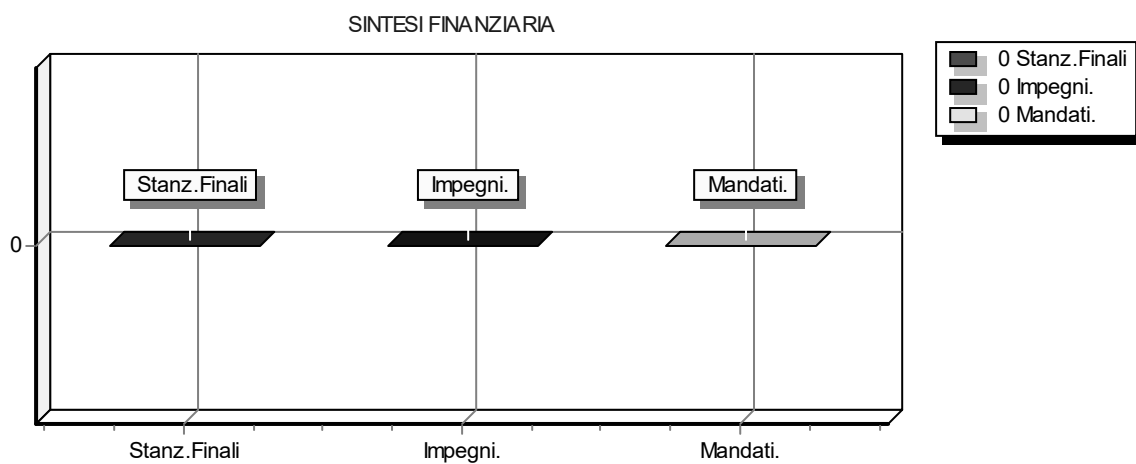 SINTESI FINANZIARIA
0 Stanz.Finali
0 Impegni.
0 Mandati.
Stanz.Finali
Impegni.
Mandati.
0
Stanz.Finali
Impegni.
Mandati.